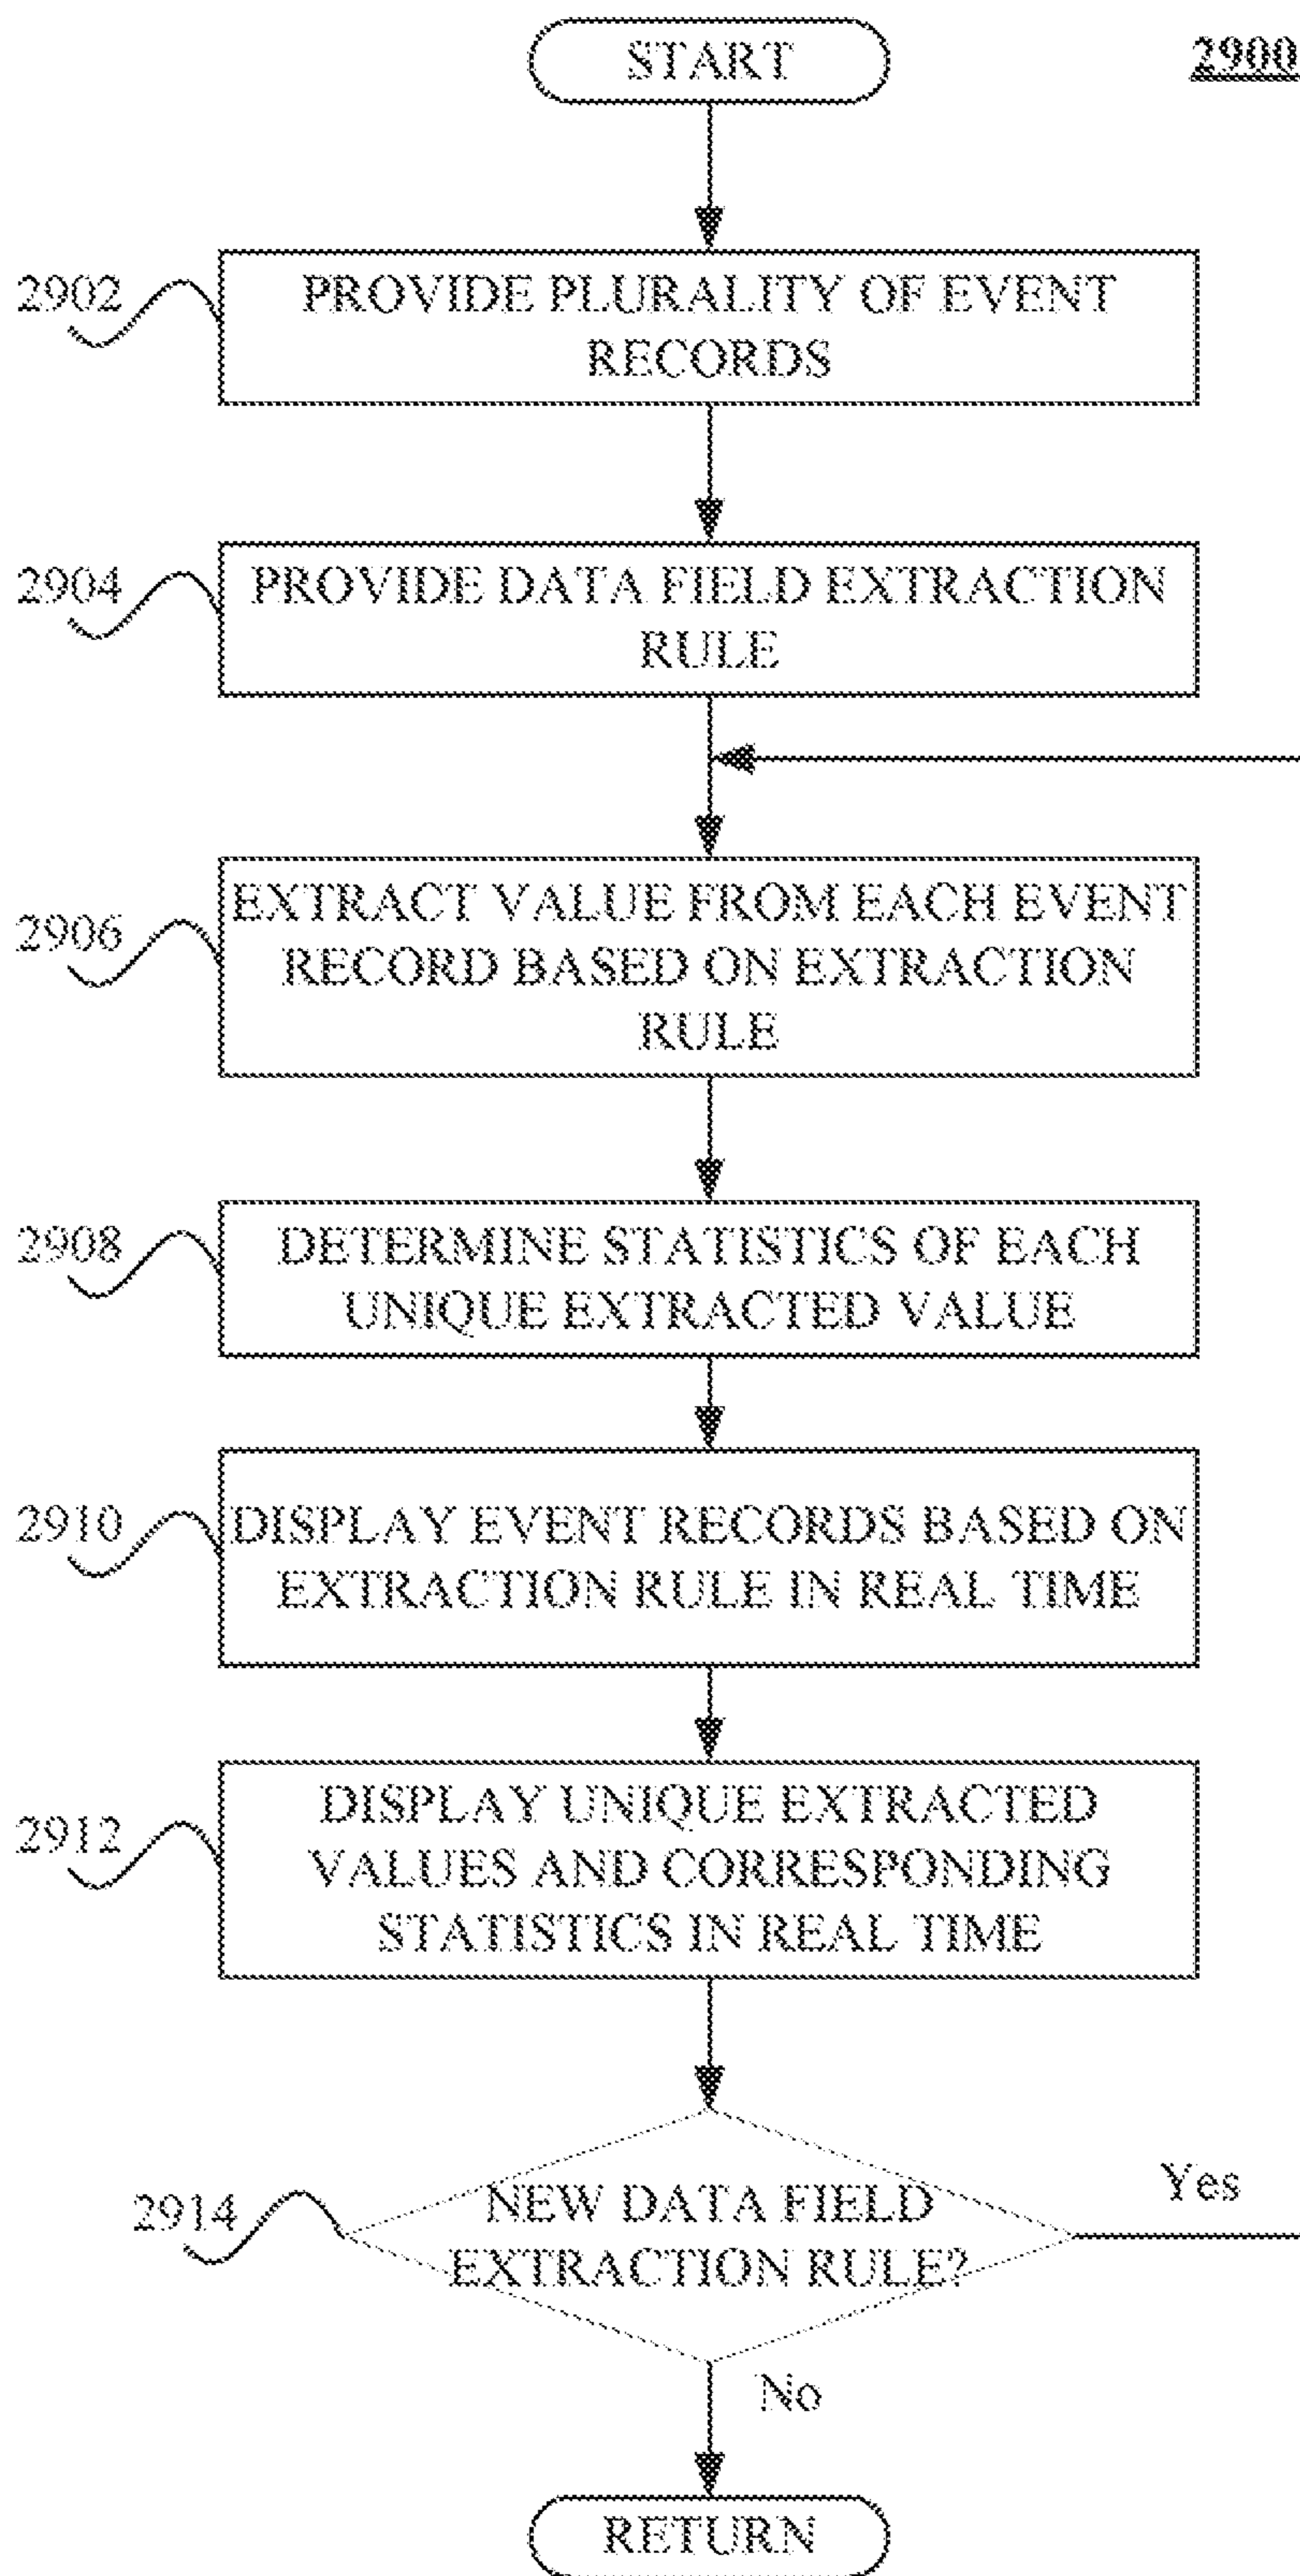 START
2900
2902
PROVIDE PLURALITY OF EVENT
RECORDS
2904
PROVIDE DATA FIELD EXTRACTION
RULE
2906
EXTRACT VALUE FROM EACH EVENT
RECORD BASED ON EXTRACTION
RULE
2908
DETERMINE STATISTICS OF EACH
UNIQUE EXTRACTED VALUE
2910
DISPLAY EVENT RECORDS BASED ON
EXTRACTION RULE IN REAL TIME
2912
DISPLAY UNIQUE EXTRACTED
VALUES AND CORRESPONDING
STATISTICS IN REAL TIME
2914
NEW DATA FIELD
EXTRACTION RULE?
Yes
No
RETURN